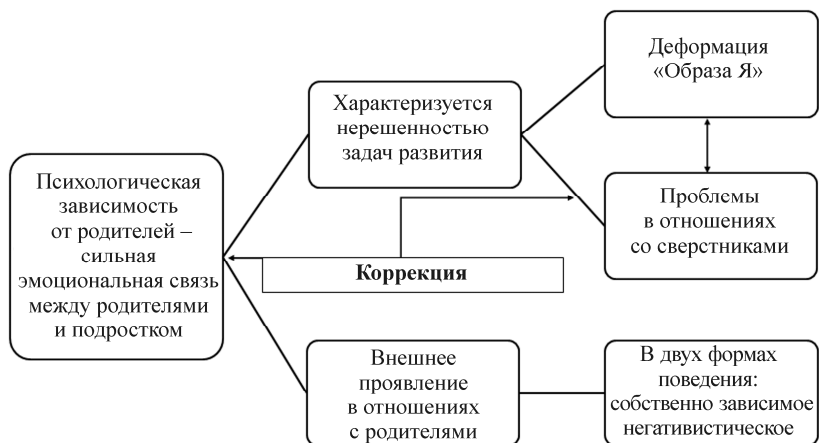 Деформация
«Образа Я»
Характеризуется
нерешенностью
задач развития
Психологическая
зависимость
от родителей –
сильная
эмоциональная связь
между родителями
и подростком
Проблемы
в отношениях
со сверстниками
Коррекция
Внешнее
проявление
в отношениях
с родителями
В двух формах
поведения:
собственно зависимое
негативистическое